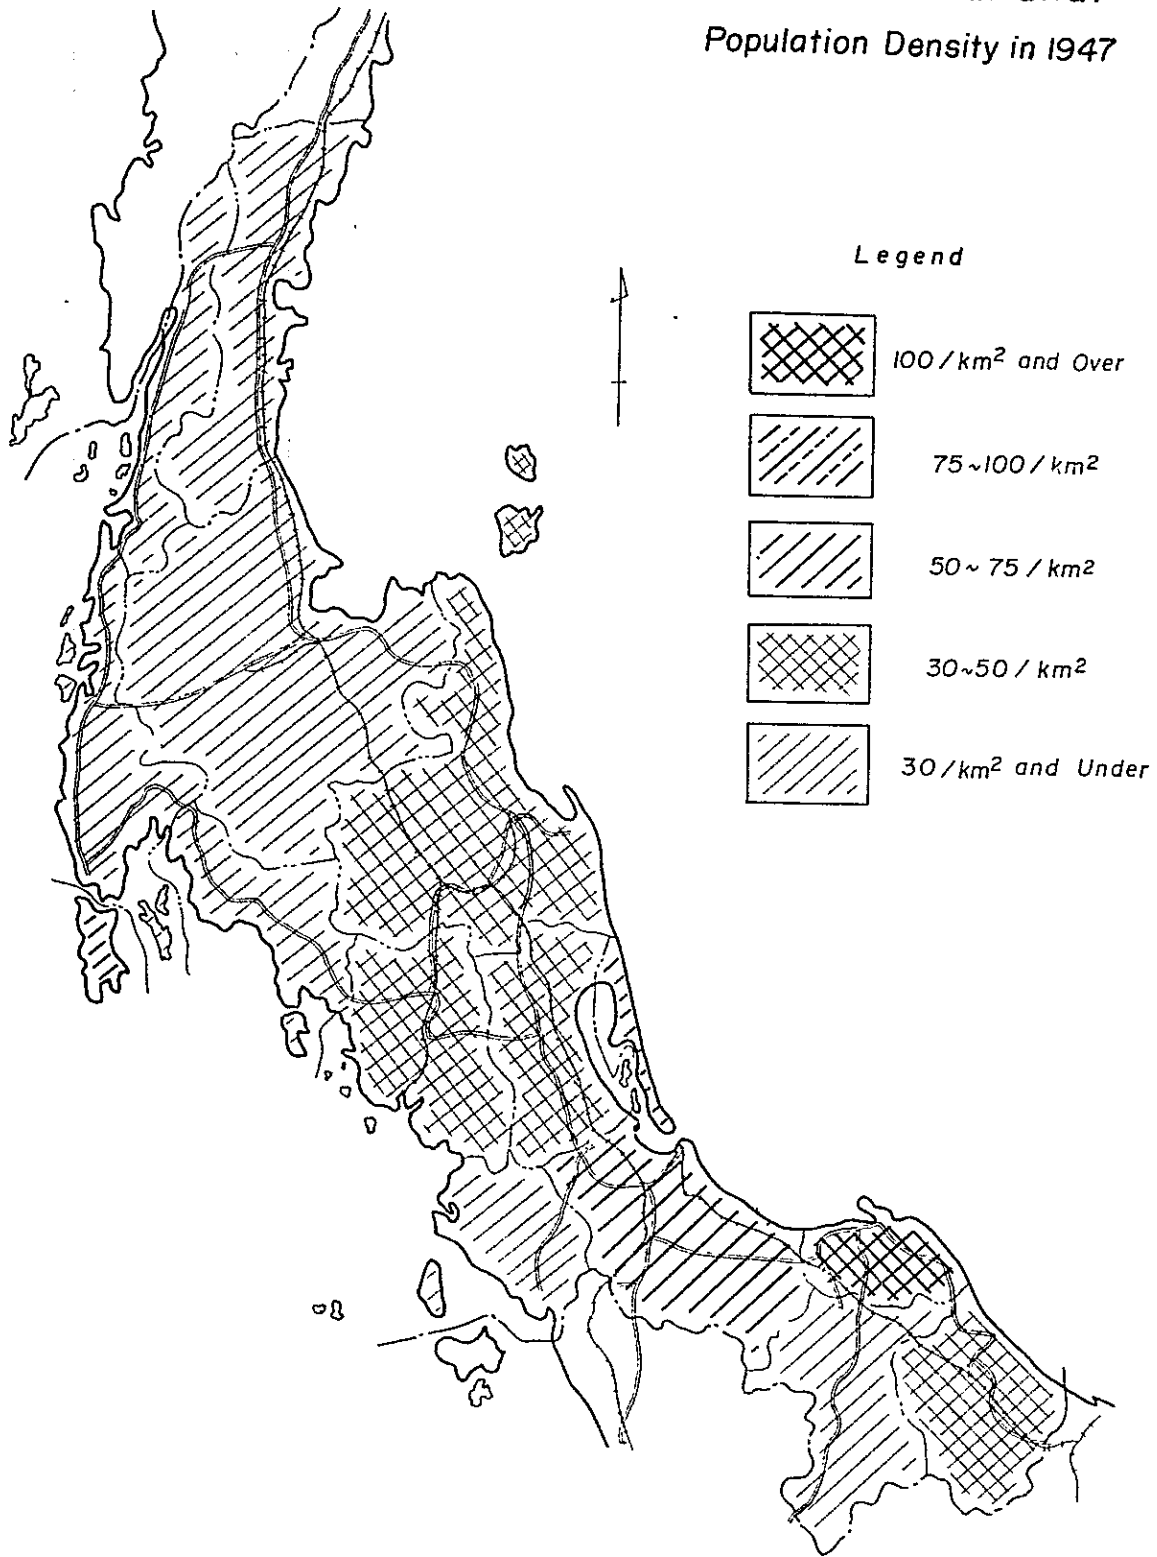 Population Density in 1947
Legend
100/km² and Over
75~100/km²
50~75/km²
30~50/km²
30/km² and Under